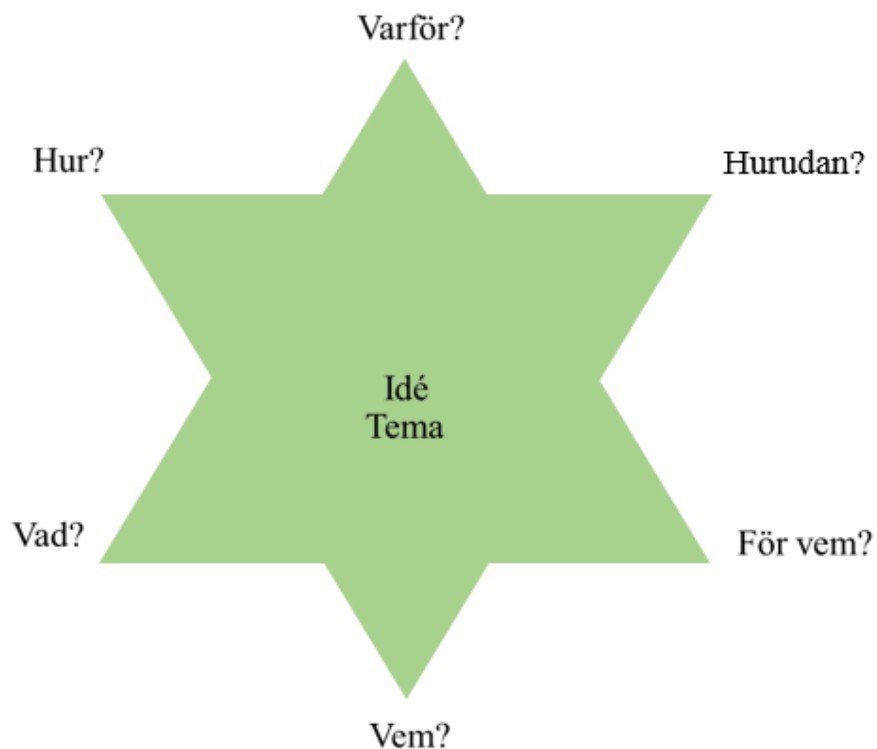 Varför?
Hur?
Hurudan?
Idé
Tema
Vad?
För vem?
Vem?